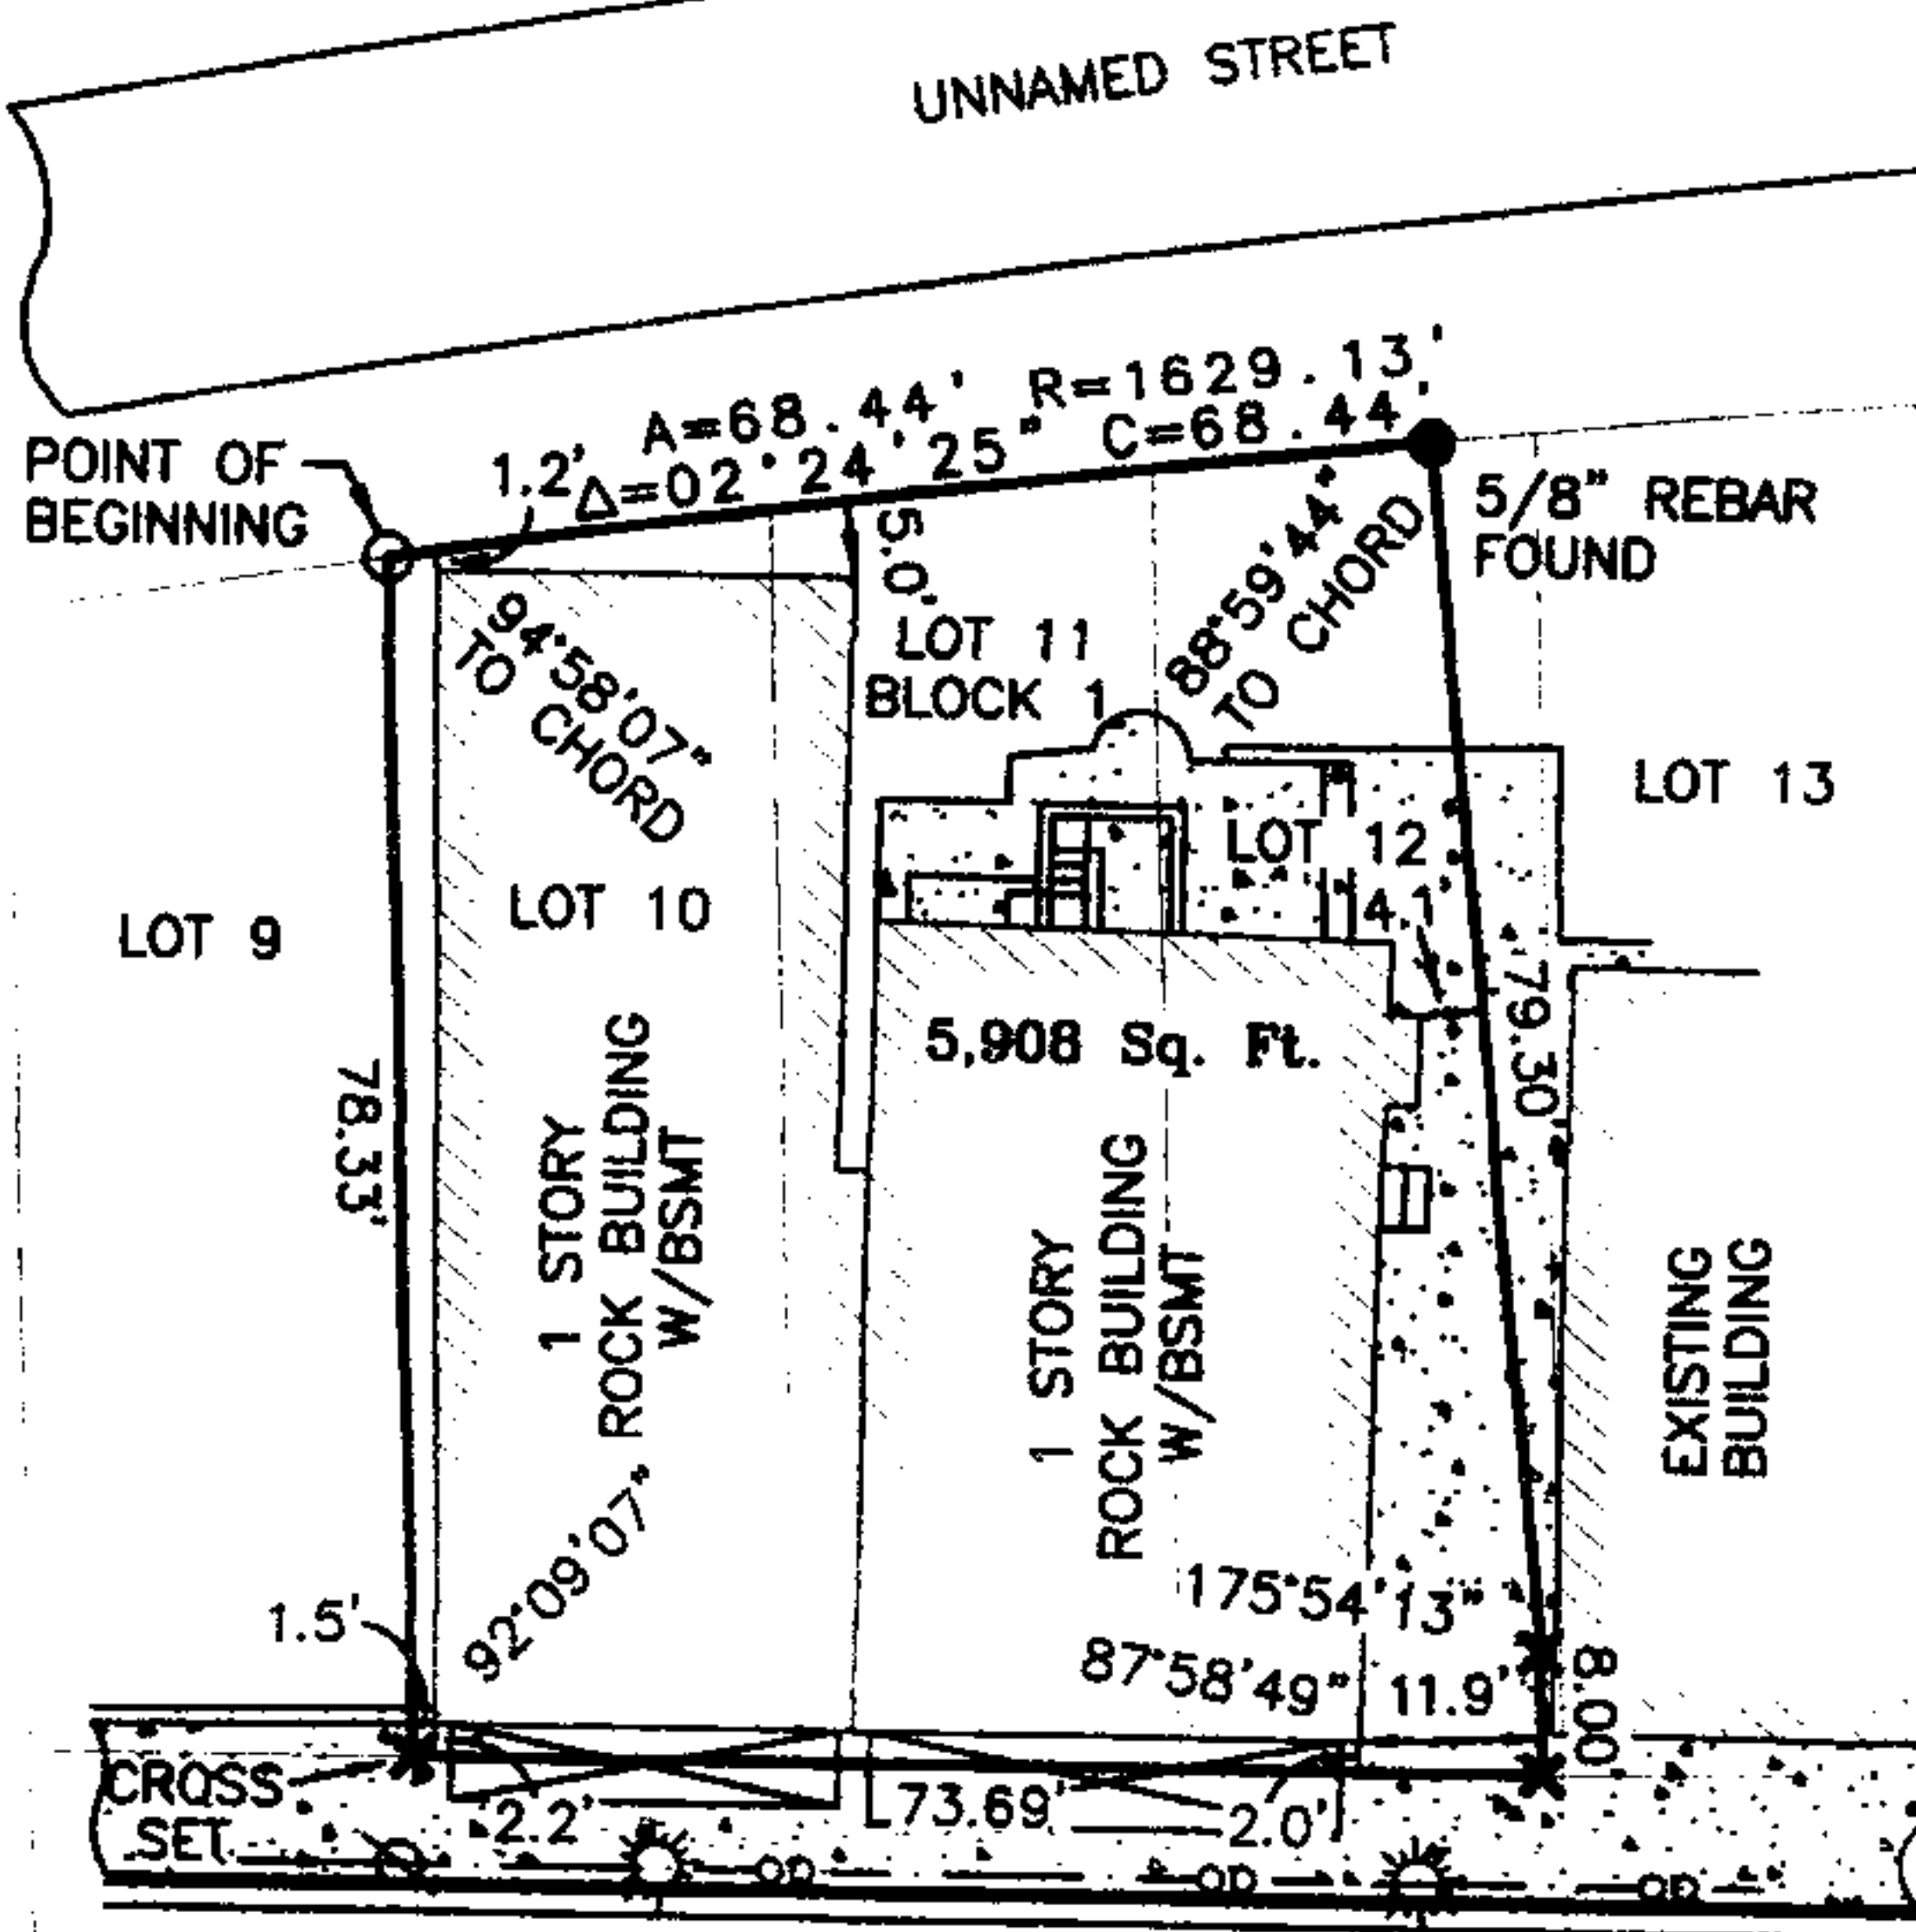 UNNAMED STREET
A=68.44' R=1629.13'
1.2' Δ=02°24'25" C=68.44'
POINT OF
BEGINNING
5/8" REBAR
FOUND
5.0'
94°58'07"
TO CHORD
88°59'44"
TO CHORD
LOT 11
BLOCK 1
LOT 13
LOT 12
4.1'
LOT 9
LOT 10
79.30'
5,908 Sq. Ft.
78.33'
1 STORY
ROCK BUILDING
W/BSMT
1 STORY
ROCK BUILDING
W/BSMT
EXISTING
BUILDING
92°09'07"
175°54'13"
1.5'
87°58'49" 11.9'
8.00'
CROSS
SET
2.2'
73.69'
2.0'